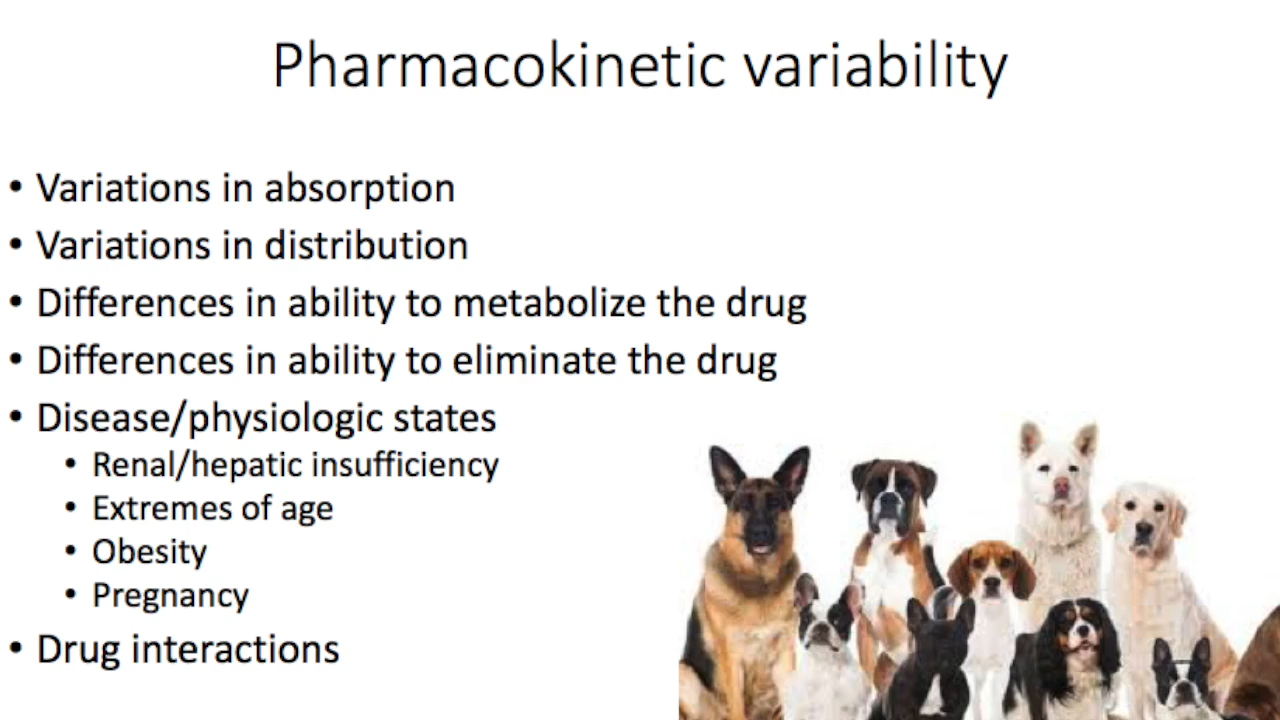 Pharmacokinetic variability
• Variations in absorption
• Variations in distribution
• Differences in ability to metabolize the drug
• Differences in ability to eliminate the drug
• Disease/physiologic states
• Renal/hepatic insufficiency
• Extremes of age
• Obesity
• Pregnancy
• Drug interactions